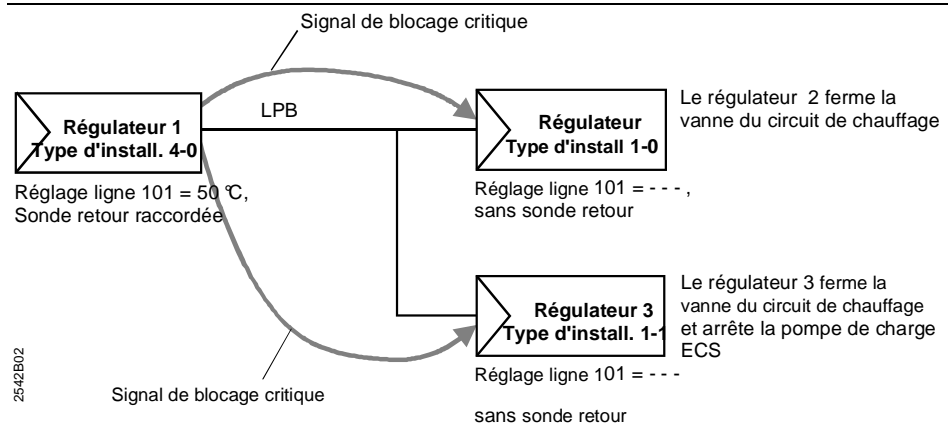 Signal de blocage critique
LPB
Régulateur 1
Type d'install. 4-0
Réglage ligne 101 = 50 °C,
Sonde retour raccordée
Régulateur
Type d'install 1-0
Réglage ligne 101 = - - - ,
sans sonde retour
Le régulateur 2 ferme la
vanne du circuit de chauffage
Régulateur 3
Type d'install. 1-1
Réglage ligne 101 = - - -
sans sonde retour
Le régulateur 3 ferme la
vanne du circuit de chauffage
et arrête la pompe de charge
ECS
Signal de blocage critique
2542B02